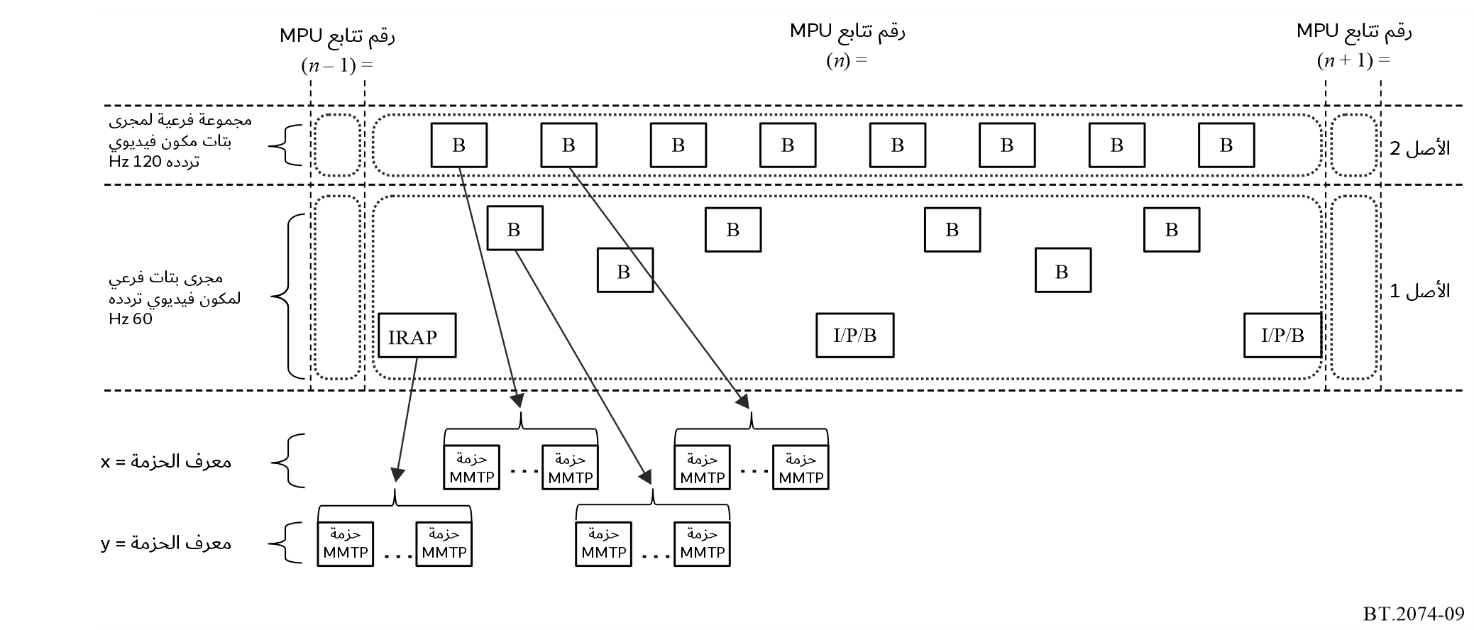 رقم تتابع MPU
(n – 1) =
رقم تتابع MPU
(n) =
رقم تتابع MPU
(n + 1) =
مجموعة فرعية لمجرى
بتات مكون فيديوي
تردده 120 Hz
B
B
B
B
B
B
B
B
الأصل 2
B
B
B
B
B
B
مجرى بتات فرعي
لمكون فيديوي تردده
60 Hz
الأصل 1
IRAP
I/P/B
I/P/B
معرف الحزمة = x
حزمة
MMTP
...
حزمة
MMTP
حزمة
MMTP
...
حزمة
MMTP
معرف الحزمة = y
حزمة
MMTP
...
حزمة
MMTP
حزمة
MMTP
...
حزمة
MMTP
BT.2074-09